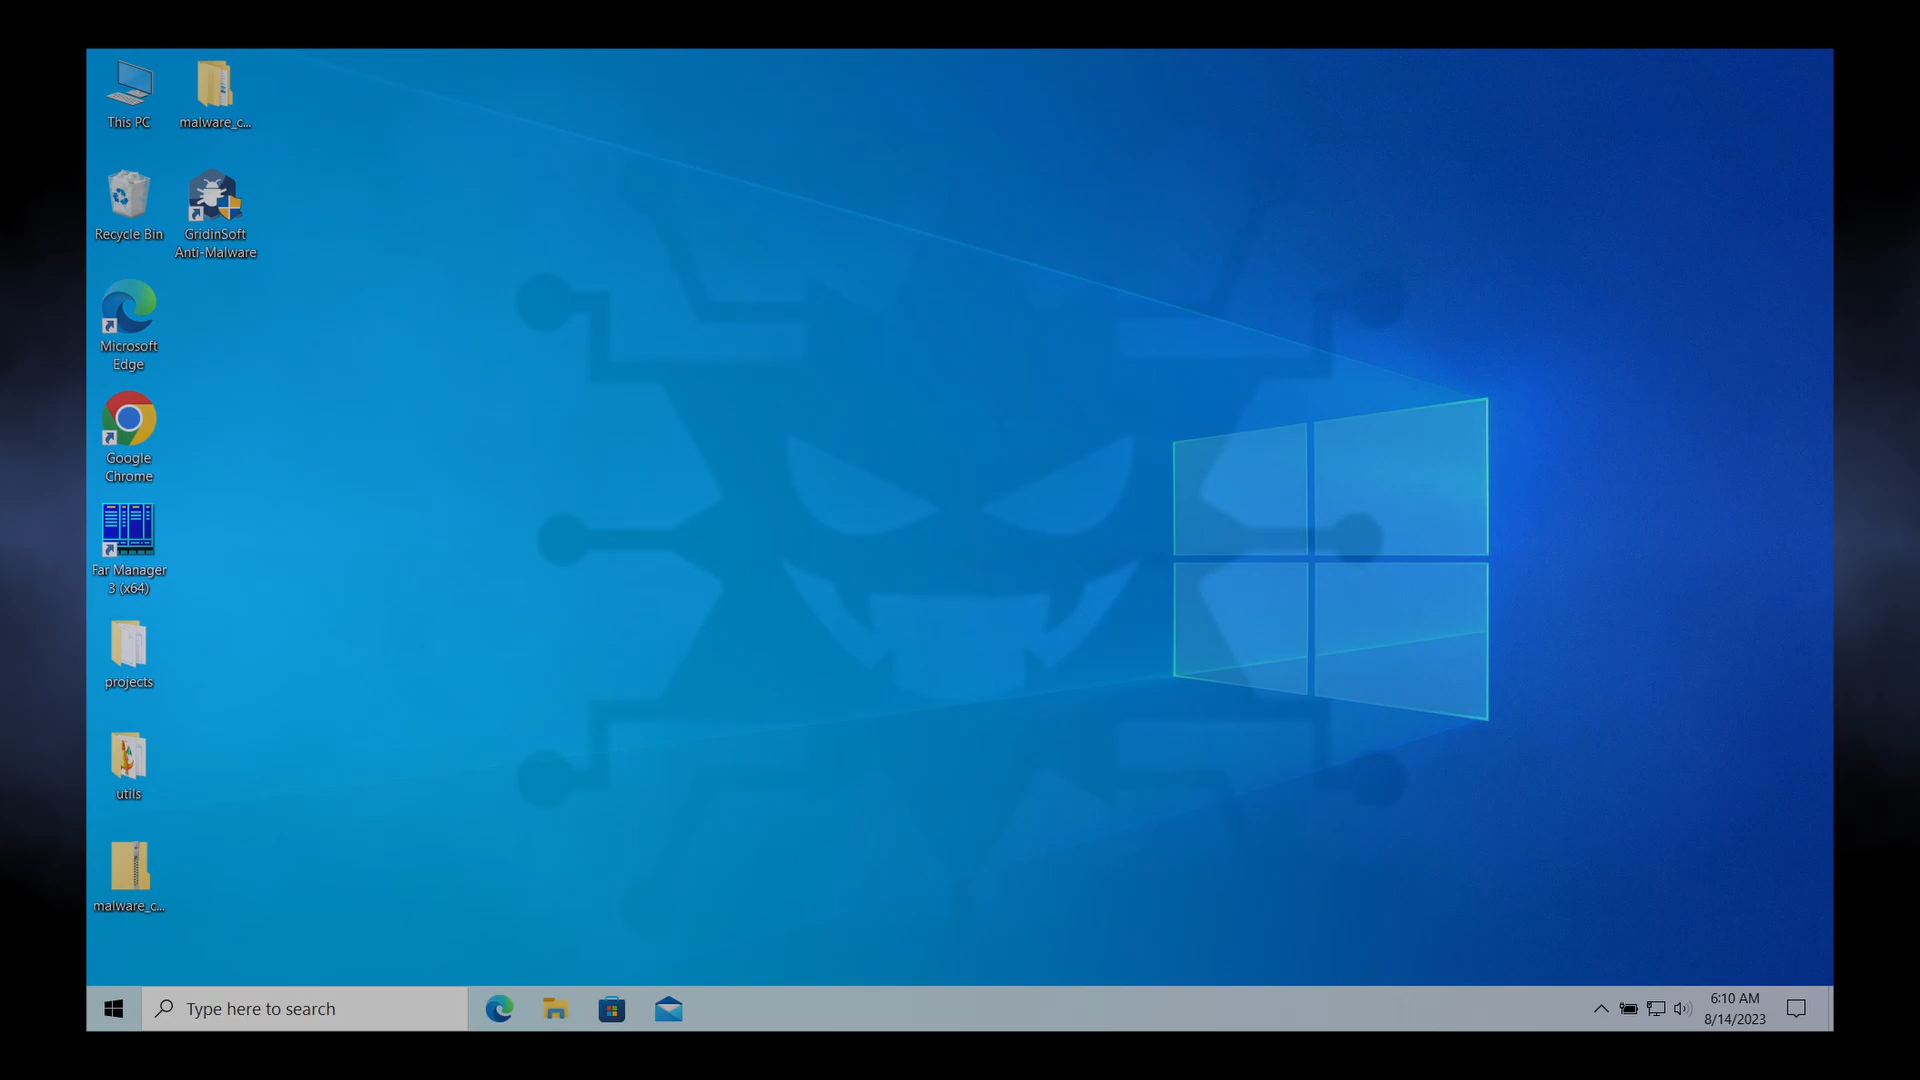 This PC
malware_c...
Recycle Bin
GridinSoft
Anti-Malware
Microsoft
Edge
Google
Chrome
Far Manager
3 (x64)
projects
utils
malware_c...
Type here to search
6:10 AM
8/14/2023